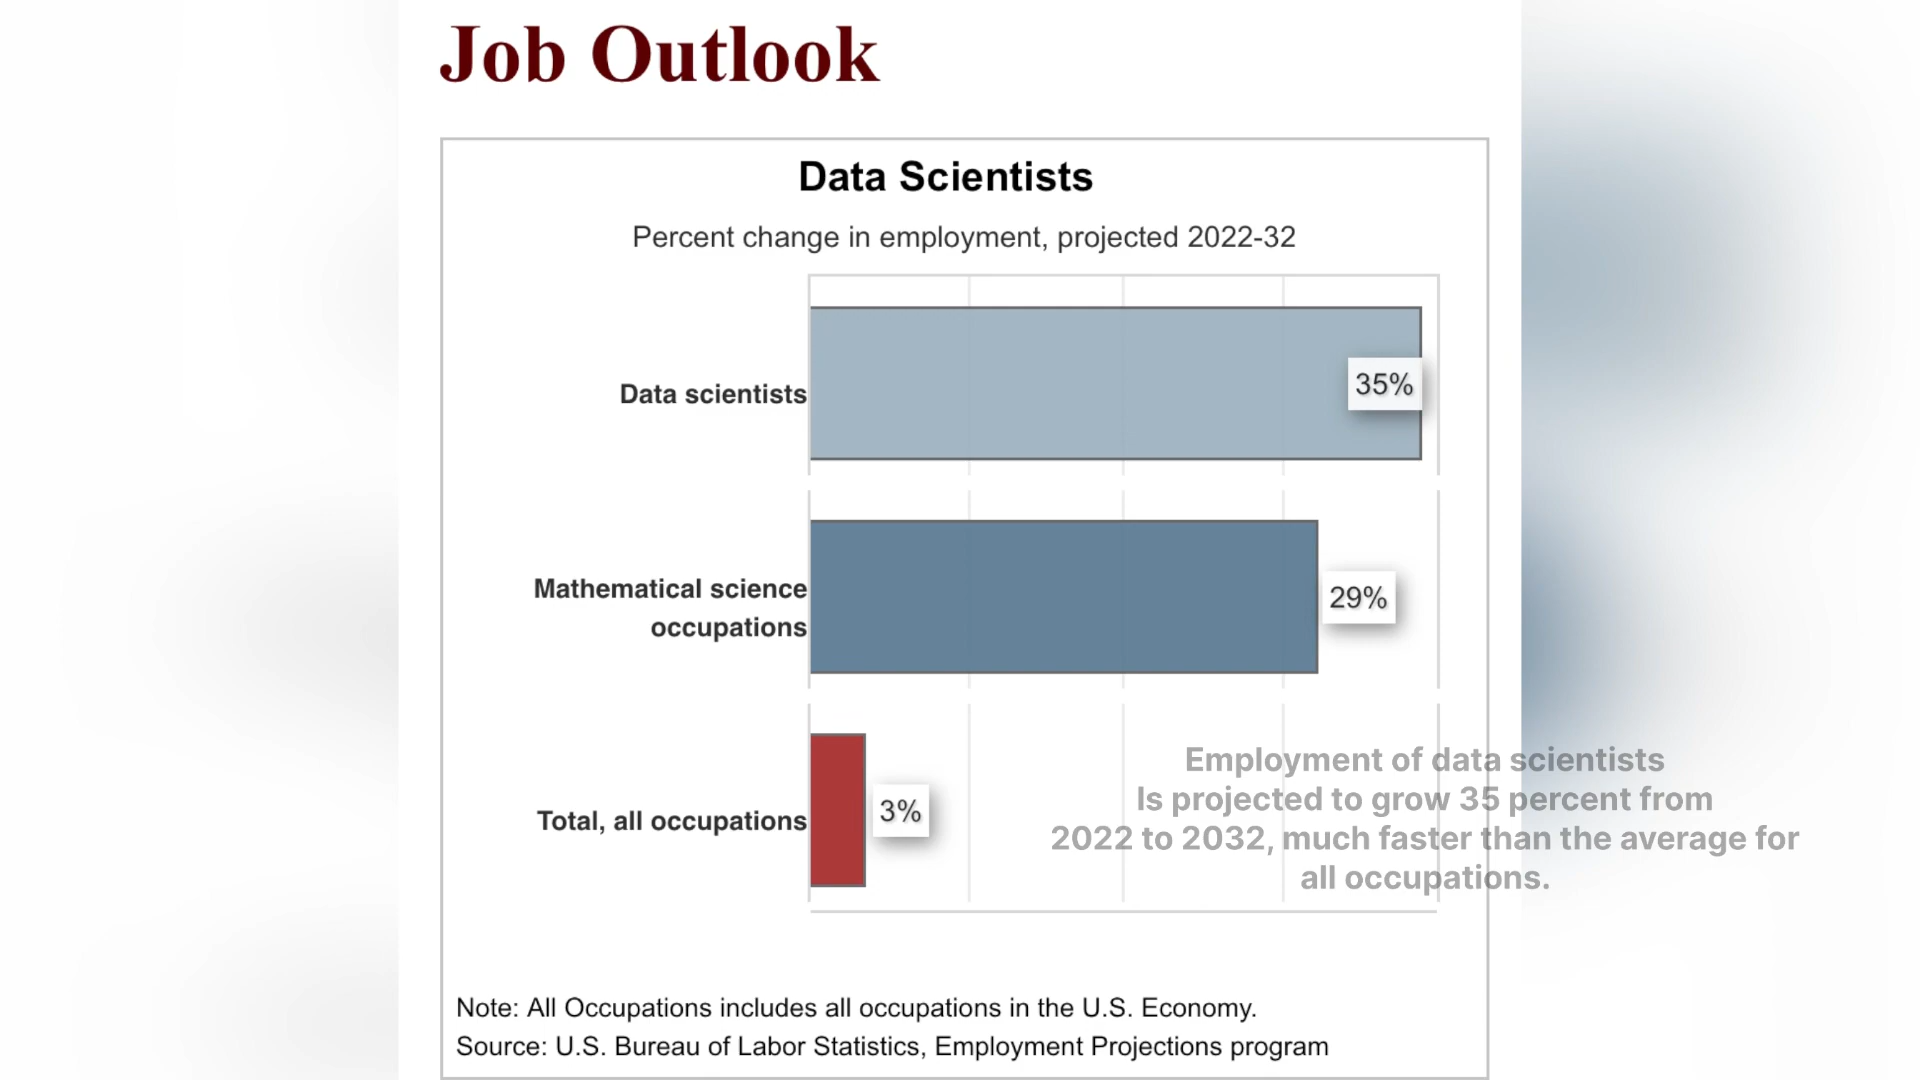 Job Outlook
Data Scientists
Percent change in employment, projected 2022-32
Data scientists
35%
Mathematical science
occupations
29%
Total, all occupations
3%
Employment of data scientists
Is projected to grow 35 percent from
2022 to 2032, much faster than the average for
all occupations.
Note: All Occupations includes all occupations in the U.S. Economy.
Source: U.S. Bureau of Labor Statistics, Employment Projections program